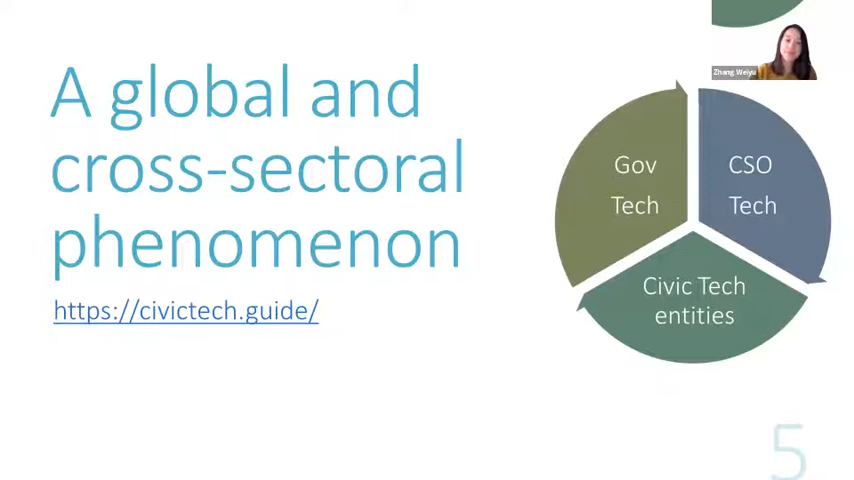 A global and
cross-sectoral
phenomenon
https://civictech.guide/
Zhang Weiyu
Gov
Tech
CSO
Tech
Civic Tech
entities
5